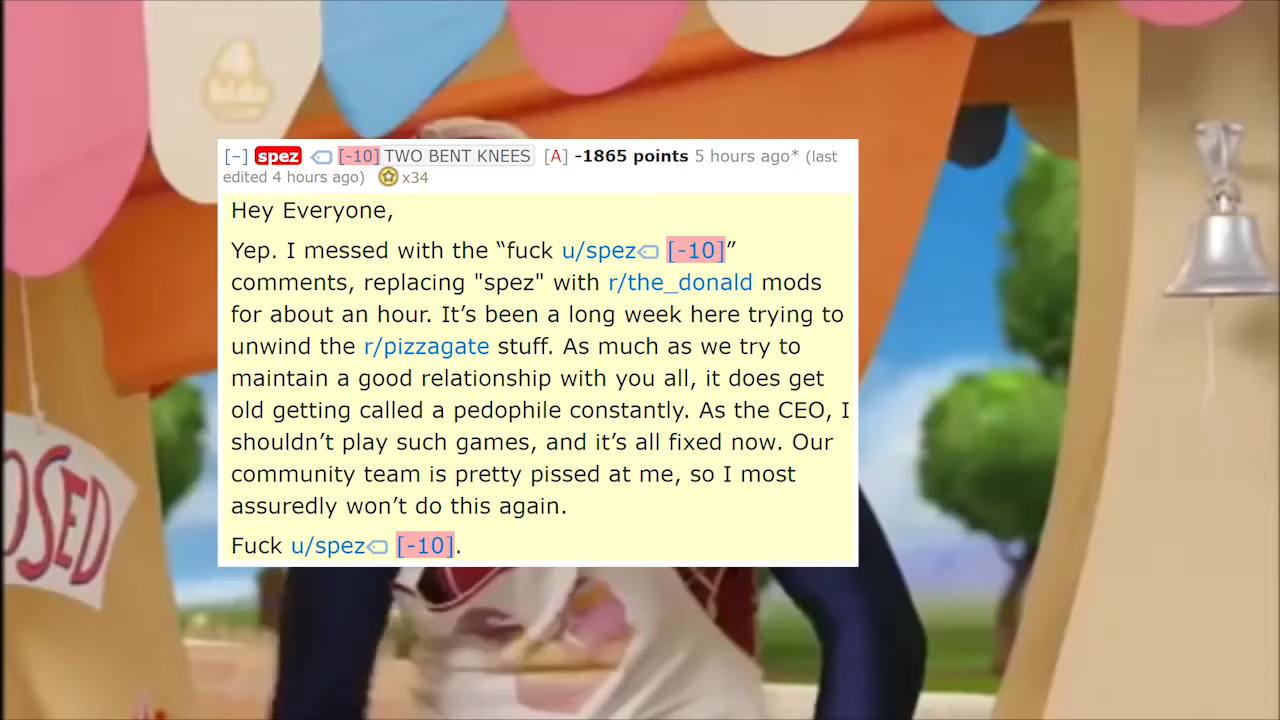 [−] spez [-10] TWO BENT KNEES [A] -1865 points 5 hours ago* (last
edited 4 hours ago) x34
Hey Everyone,
Yep. I messed with the “fuck u/spez [-10]”
comments, replacing "spez" with r/the_donald mods
for about an hour. It’s been a long week here trying to
unwind the r/pizzagate stuff. As much as we try to
maintain a good relationship with you all, it does get
old getting called a pedophile constantly. As the CEO, I
shouldn’t play such games, and it’s all fixed now. Our
community team is pretty pissed at me, so I most
assuredly won’t do this again.
Fuck u/spez [-10].
OSED